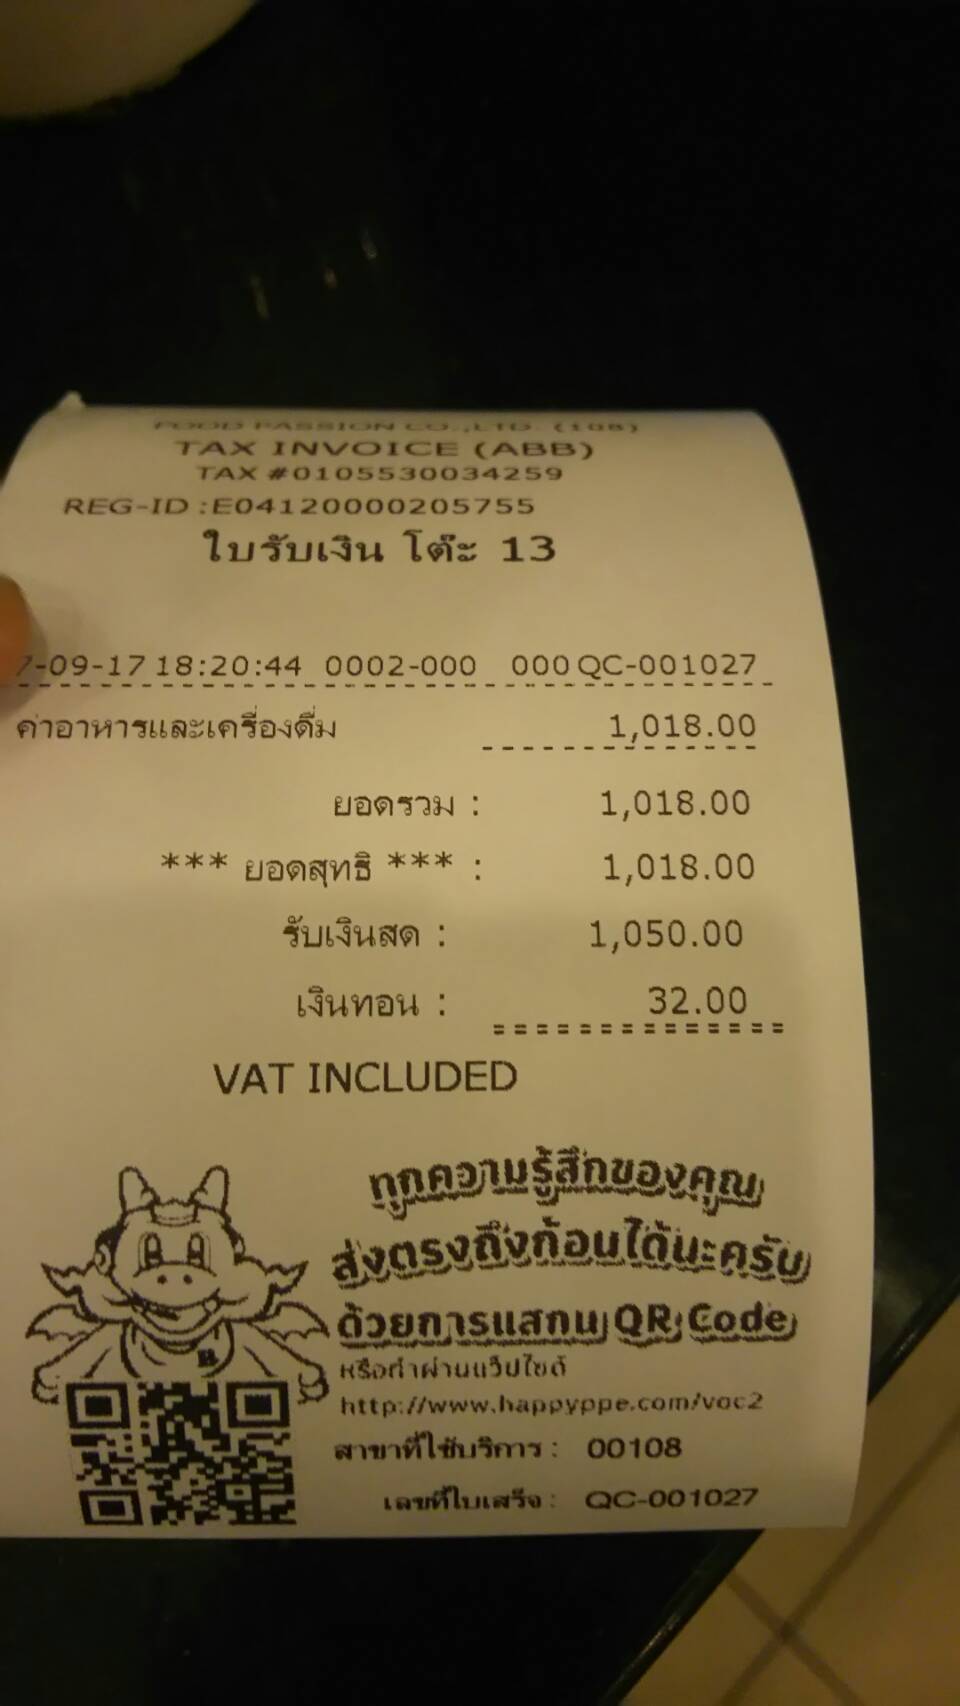 FOOD PASSION CO.,LTD. (108)
TAX INVOICE (ABB)
TAX #0105530034259
REG-ID :E04120000205755
ใบรับเงิน โต๊ะ 13
7-09-17 18:20:44 0002-000 000 QC-001027
ค่าอาหารและเครื่องดื่ม 1,018.00
ยอดรวม : 1,018.00
*** ยอดสุทธิ *** : 1,018.00
รับเงินสด : 1,050.00
เงินทอน : 32.00
VAT INCLUDED
ทุกความรู้สึกของคุณ
ส่งตรงถึงก้อนได้นะครับ
ด้วยการแสกน QR Code
หรือทำผ่านเว็ปไซด์
http://www.happyppe.com/voc2
สาขาที่ใช้บริการ : 00108
เลขที่ใบเสร็จ : QC-001027